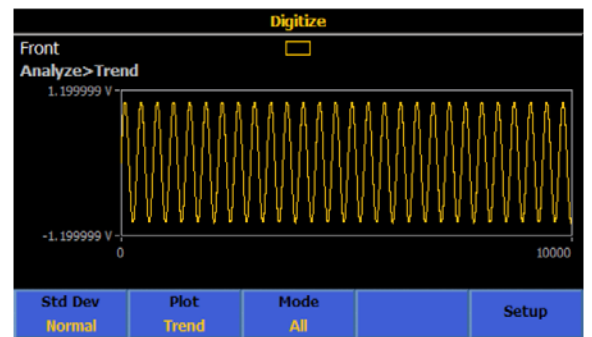 Digitize
Front
Analyze>Trend
1.199999 V
-1.199999 V
0 10000
Std Dev Plot Mode Setup
Normal Trend All